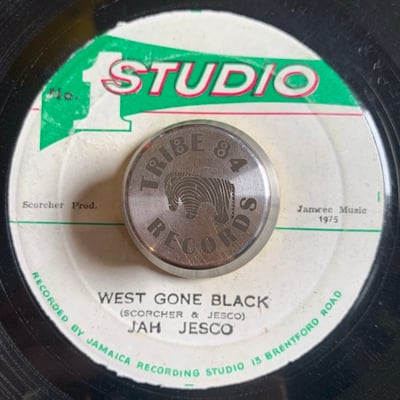 No. 1 STUDIO
TRIBE 84
RECORDS
Scorcher Prod.
Jamrec Muzic
1975
WEST GONE BLACK
(SCORCHER & JESCO)
JAH JESCO
RECORDED BY JAMAICA RECORDING STUDIO 13 BRENTFORD ROAD